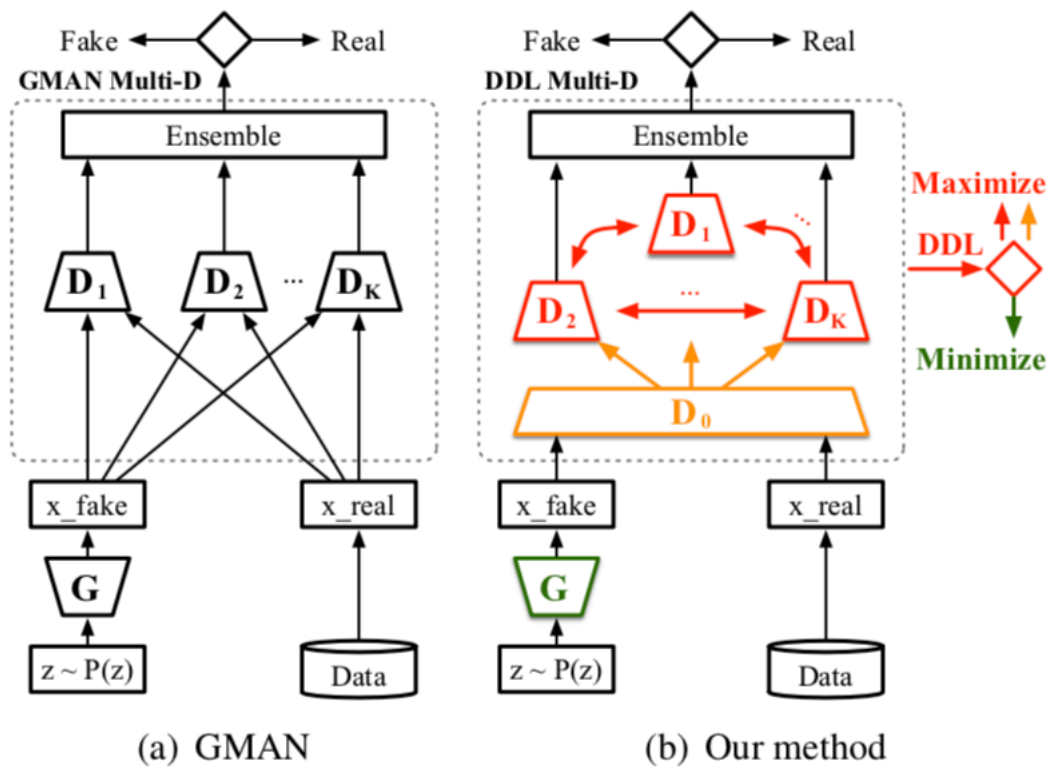 Fake
Real
GMAN Multi-D
Ensemble
D1
D2
...
DK
x_fake
x_real
G
z ~ P(z)
Data
(a) GMAN
Fake
Real
DDL Multi-D
Ensemble
D1
...
D2
...
DK
D0
x_fake
x_real
G
z ~ P(z)
Data
Maximize
DDL
Minimize
(b) Our method